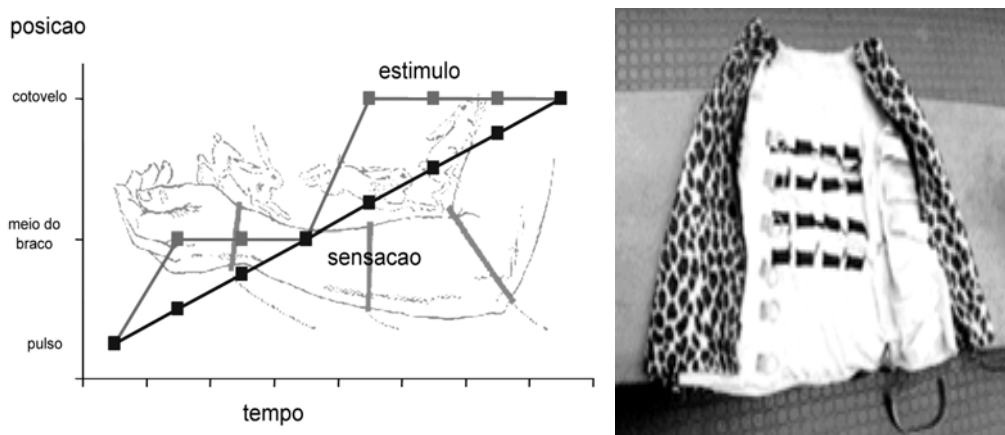 posicao
estimulo
cotovelo
meio do
braco
sensacao
pulso
tempo